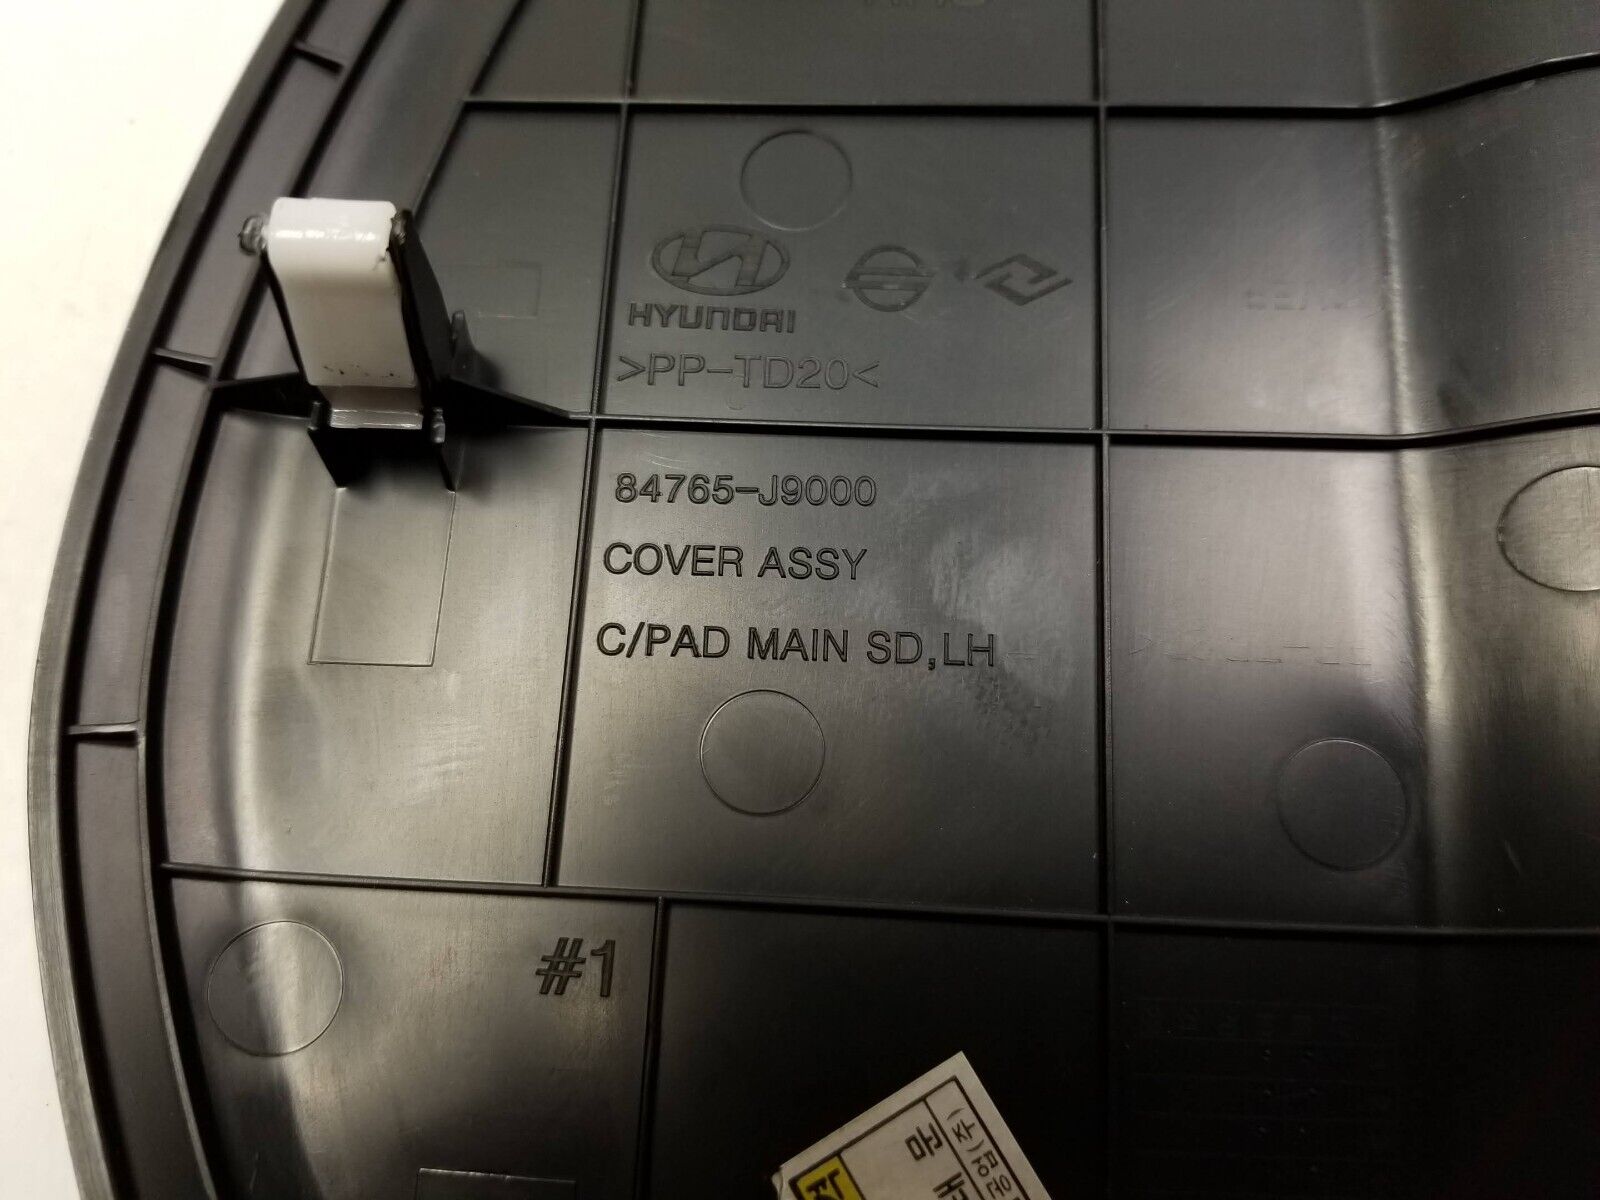 HYUNDAI
>PP-TD20<
84765-J9000
COVER ASSY
C/PAD MAIN SD,LH
#1